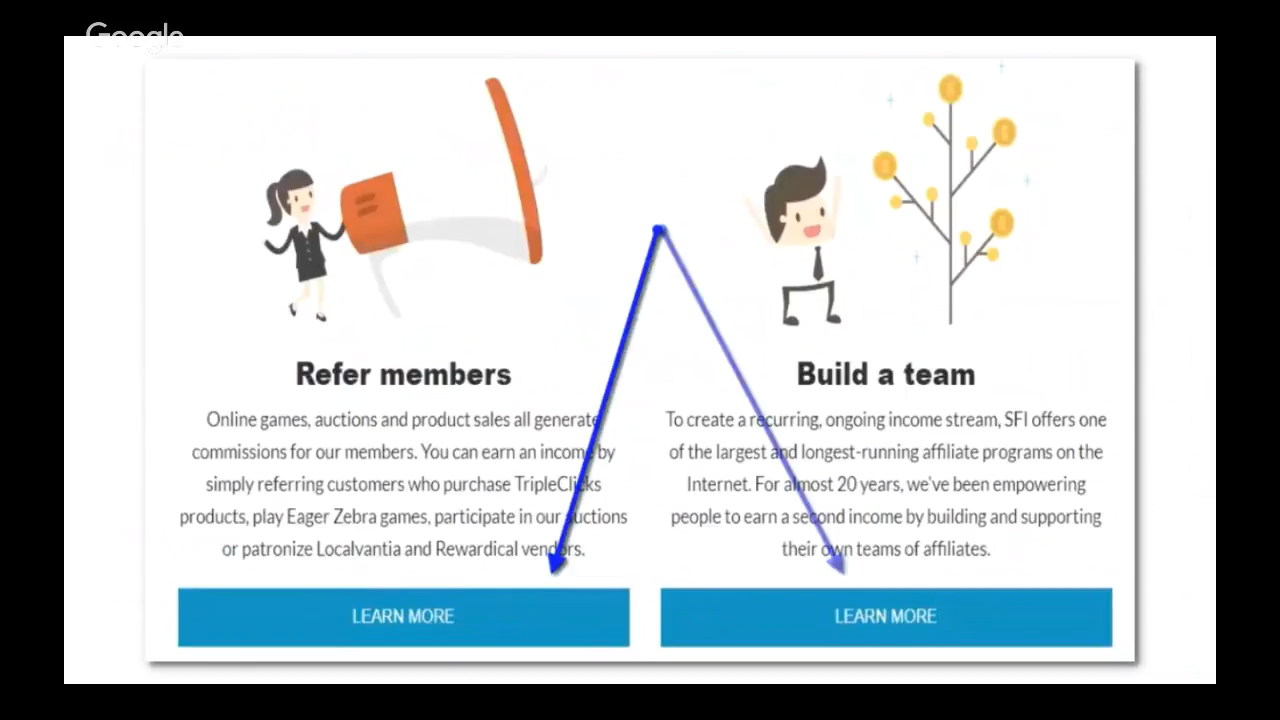 Google
Refer members
Online games, auctions and product sales all generate
commissions for our members. You can earn an income by
simply referring customers who purchase TripleClicks
products, play Eager Zebra games, participate in our auctions
or patronize Localvantia and Rewardical vendors.
LEARN MORE
Build a team
To create a recurring, ongoing income stream, SFI offers one
of the largest and longest-running affiliate programs on the
Internet. For almost 20 years, we've been empowering
people to earn a second income by building and supporting
their own teams of affiliates.
LEARN MORE